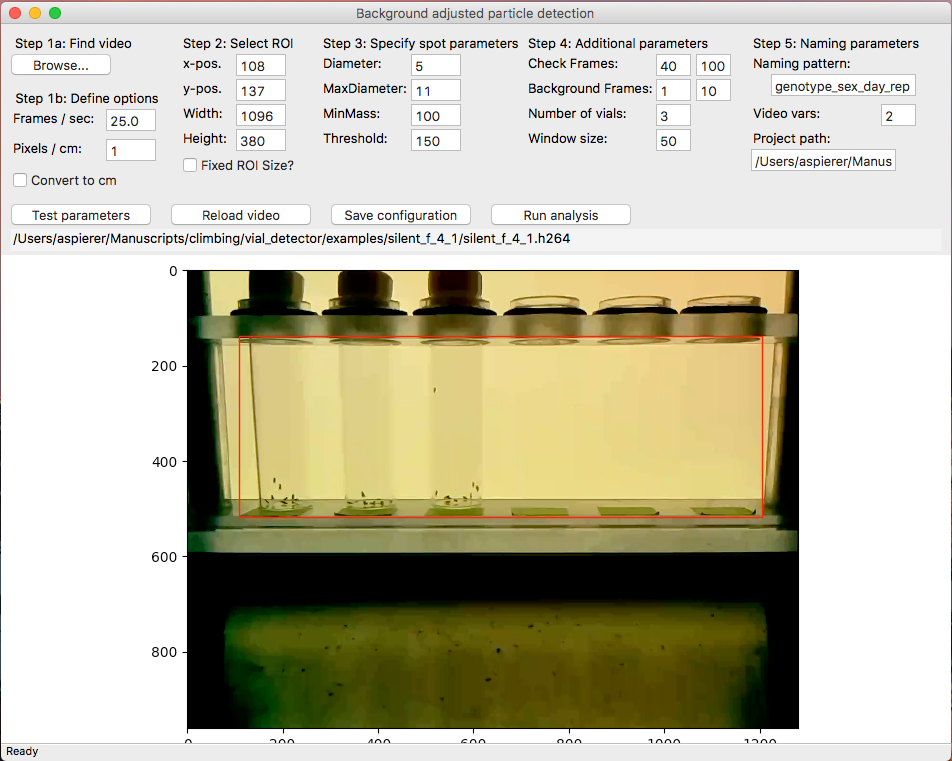 Background adjusted particle detection
Step 1a: Find video
Browse...
Step 1b: Define options
Frames / sec: 25.0
Pixels / cm: 1
Convert to cm
Step 2: Select ROI
x-pos. 108
y-pos. 137
Width: 1096
Height: 380
Fixed ROI Size?
Step 3: Specify spot parameters
Diameter: 5
MaxDiameter: 11
MinMass: 100
Threshold: 150
Step 4: Additional parameters
Check Frames: 40 100
Background Frames: 1 10
Number of vials: 3
Window size: 50
Step 5: Naming parameters
Naming pattern:
genotype_sex_day_rep
Video vars: 2
Project path:
/Users/aspierer/Manus
Test parameters Reload video Save configuration Run analysis
/Users/aspierer/Manuscripts/climbing/vial_detector/examples/silent_f_4_1/silent_f_4_1.h264
0
200
400
600
800
0 200 400 600 800 1000 1200
Ready